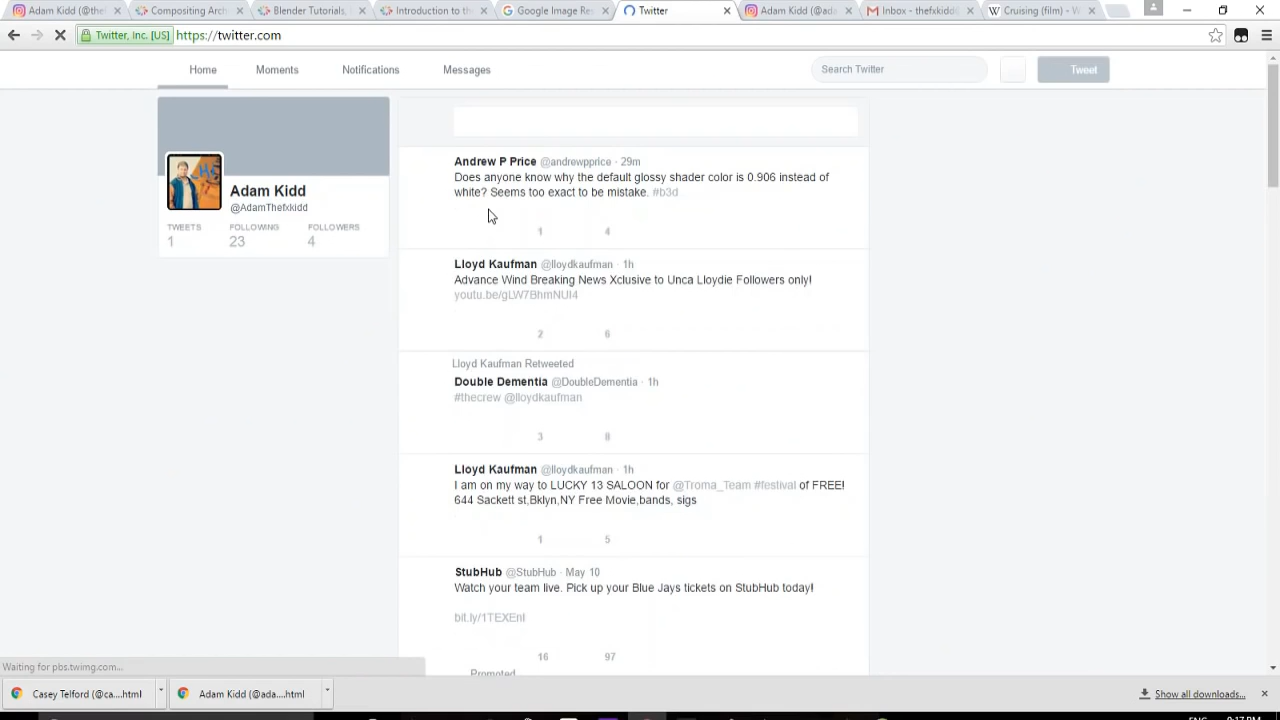 Adam Kidd (@the
Compositing Arch
Blender Tutorials,
Introduction to the
Google Image Res
Twitter
Adam Kidd (@ada
Inbox - thefxkidd@
Cruising (film) - W
Twitter, Inc. [US] https://twitter.com
Home Moments Notifications Messages
Search Twitter
Tweet
Adam Kidd
@AdamThefxkidd
TWEETS FOLLOWING FOLLOWERS
1 23 4
Andrew P Price @andrewpprice · 29m
Does anyone know why the default glossy shader color is 0.906 instead of
white? Seems too exact to be mistake. #b3d
1 4
Lloyd Kaufman @lloydkaufman · 1h
Advance Wind Breaking News Xclusive to Unca Lloydie Followers only!
youtu.be/gLW7BhmNUI4
2 6
Lloyd Kaufman Retweeted
Double Dementia @DoubleDementia · 1h
#thecrew @lloydkaufman
3 8
Lloyd Kaufman @lloydkaufman · 1h
I am on my way to LUCKY 13 SALOON for @Troma_Team #festival of FREE!
644 Sackett st,Bklyn,NY Free Movie,bands, sigs
1 5
StubHub @StubHub · May 10
Watch your team live. Pick up your Blue Jays tickets on StubHub today!
bit.ly/1TEXEnI
16 97
Promoted
Waiting for pbs.twimg.com...
Casey Telford (@ca....html
Adam Kidd (@ada....html
Show all downloads...